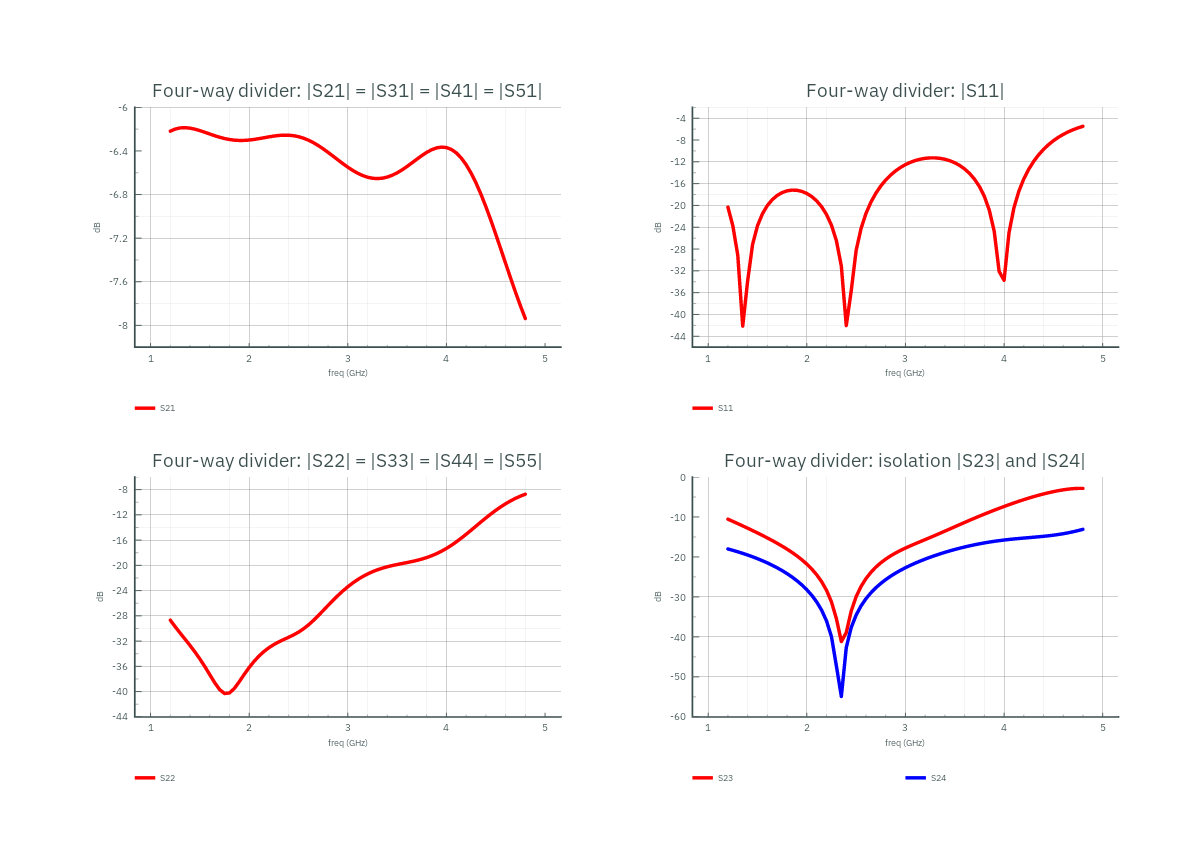 Four-way divider: |S21| = |S31| = |S41| = |S51|
-6
-6.4
-6.8
-7.2
-7.6
-8
dB
1 2 3 4 5
freq (GHz)
S21
Four-way divider: |S11|
-4
-8
-12
-16
-20
-24
-28
-32
-36
-40
-44
dB
1 2 3 4 5
freq (GHz)
S11
Four-way divider: |S22| = |S33| = |S44| = |S55|
-8
-12
-16
-20
-24
-28
-32
-36
-40
-44
dB
1 2 3 4 5
freq (GHz)
S22
Four-way divider: isolation |S23| and |S24|
0
-10
-20
-30
-40
-50
-60
dB
1 2 3 4 5
freq (GHz)
S23 S24